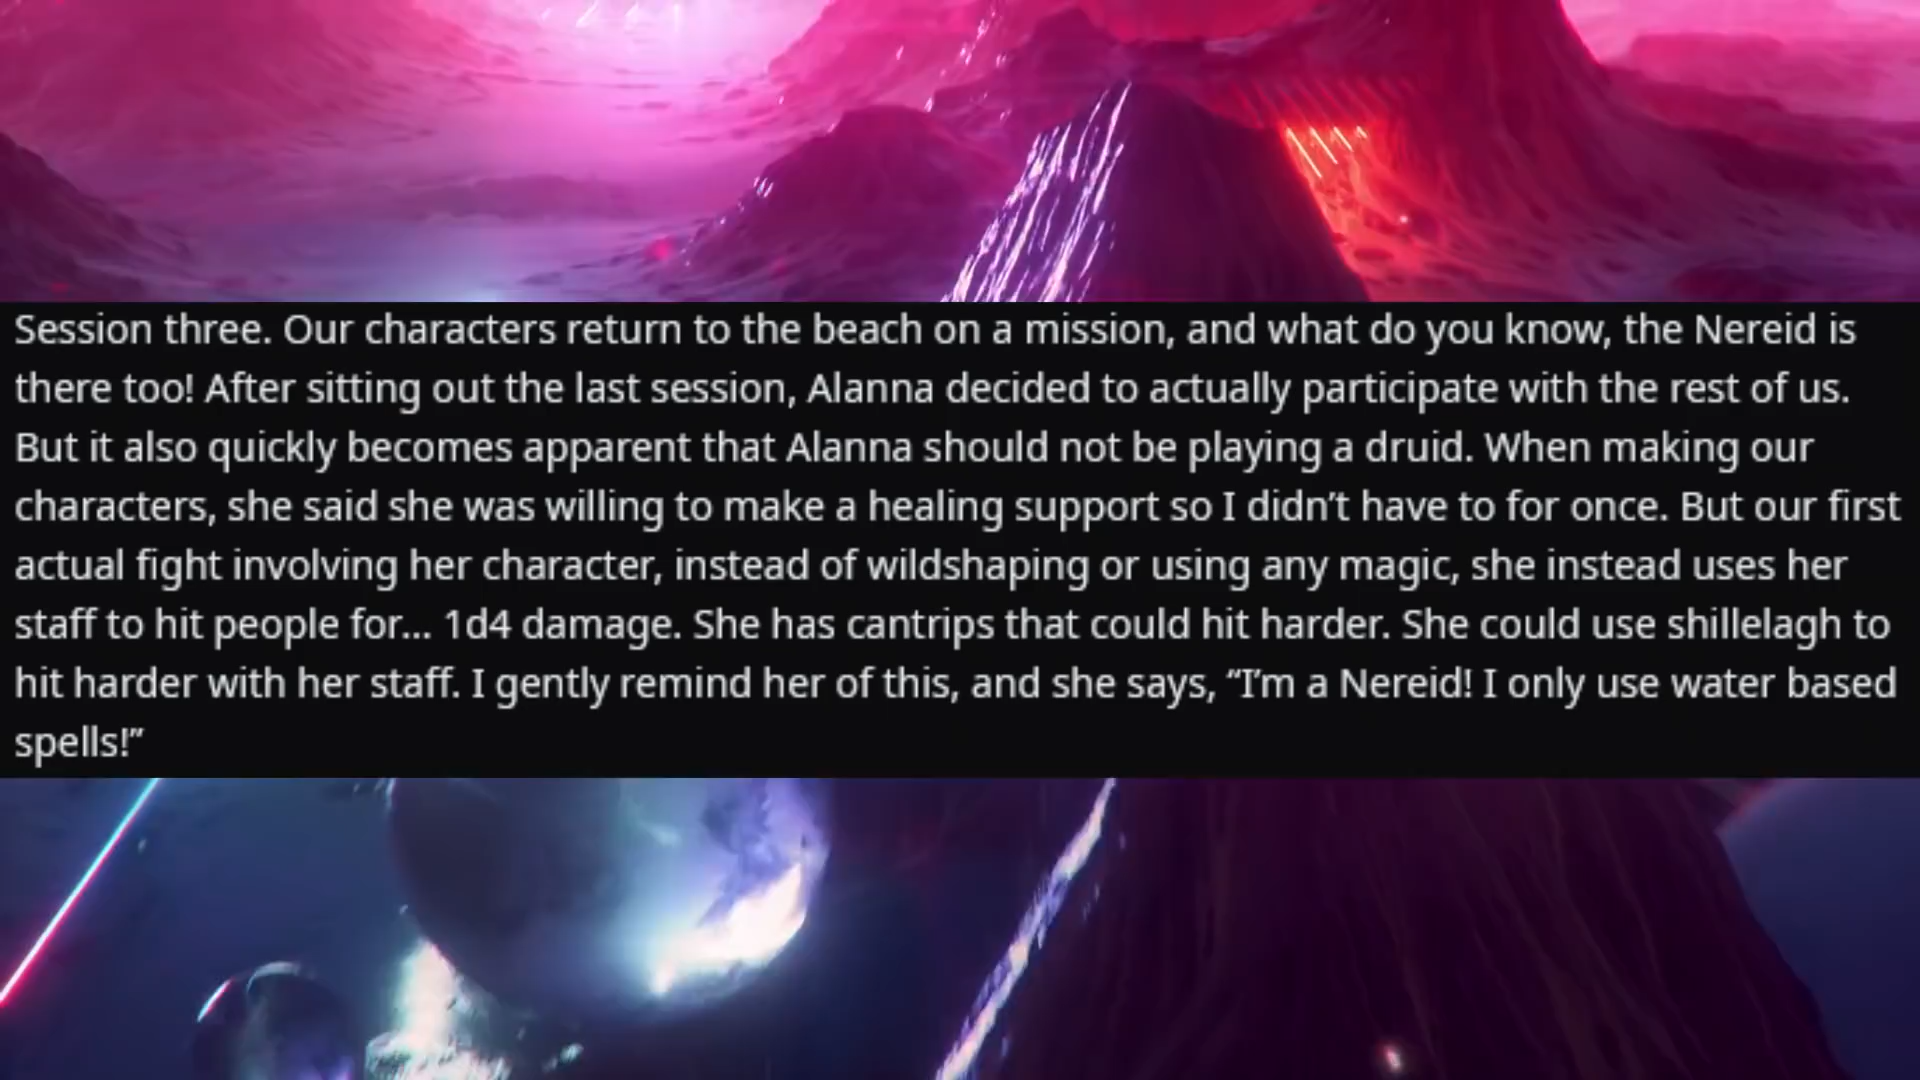 Session three. Our characters return to the beach on a mission, and what do you know, the Nereid is
there too! After sitting out the last session, Alanna decided to actually participate with the rest of us.
But it also quickly becomes apparent that Alanna should not be playing a druid. When making our
characters, she said she was willing to make a healing support so I didn’t have to for once. But our first
actual fight involving her character, instead of wildshaping or using any magic, she instead uses her
staff to hit people for... 1d4 damage. She has cantrips that could hit harder. She could use shillelagh to
hit harder with her staff. I gently remind her of this, and she says, “I’m a Nereid! I only use water based
spells!”